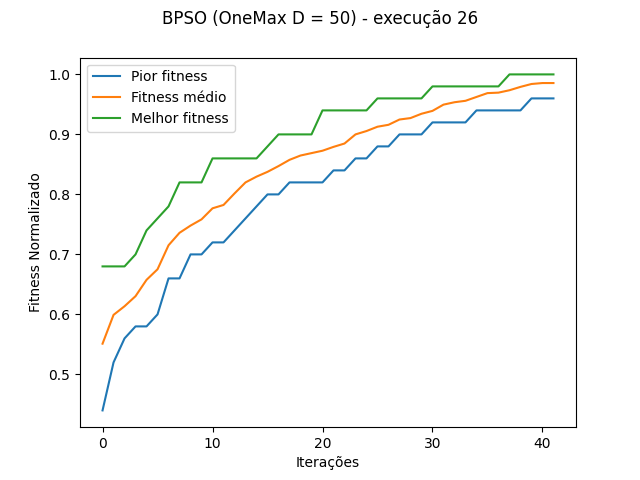 BPSO (OneMax D = 50) - execução 26
Pior fitness
Fitness médio
Melhor fitness
Fitness Normalizado
1.0
0.9
0.8
0.7
0.6
0.5
0 10 20 30 40
Iterações